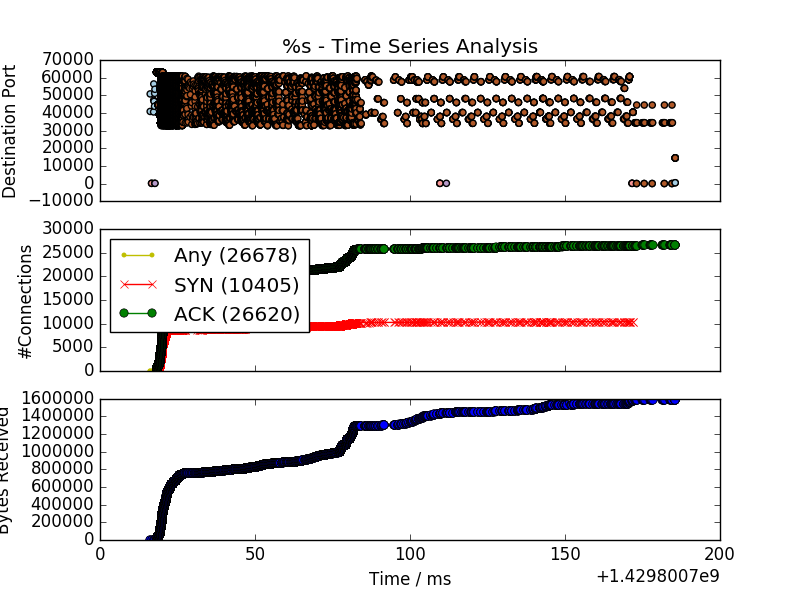 %s - Time Series Analysis
70000
60000
50000
40000
30000
20000
10000
0
−10000
Destination Port
30000
25000
20000
15000
10000
5000
0
#Connections
Any (26678)
SYN (10405)
ACK (26620)
1600000
1400000
1200000
1000000
800000
600000
400000
200000
0
Bytes Received
0 50 100 150 200
Time / ms
+1.4298007e9